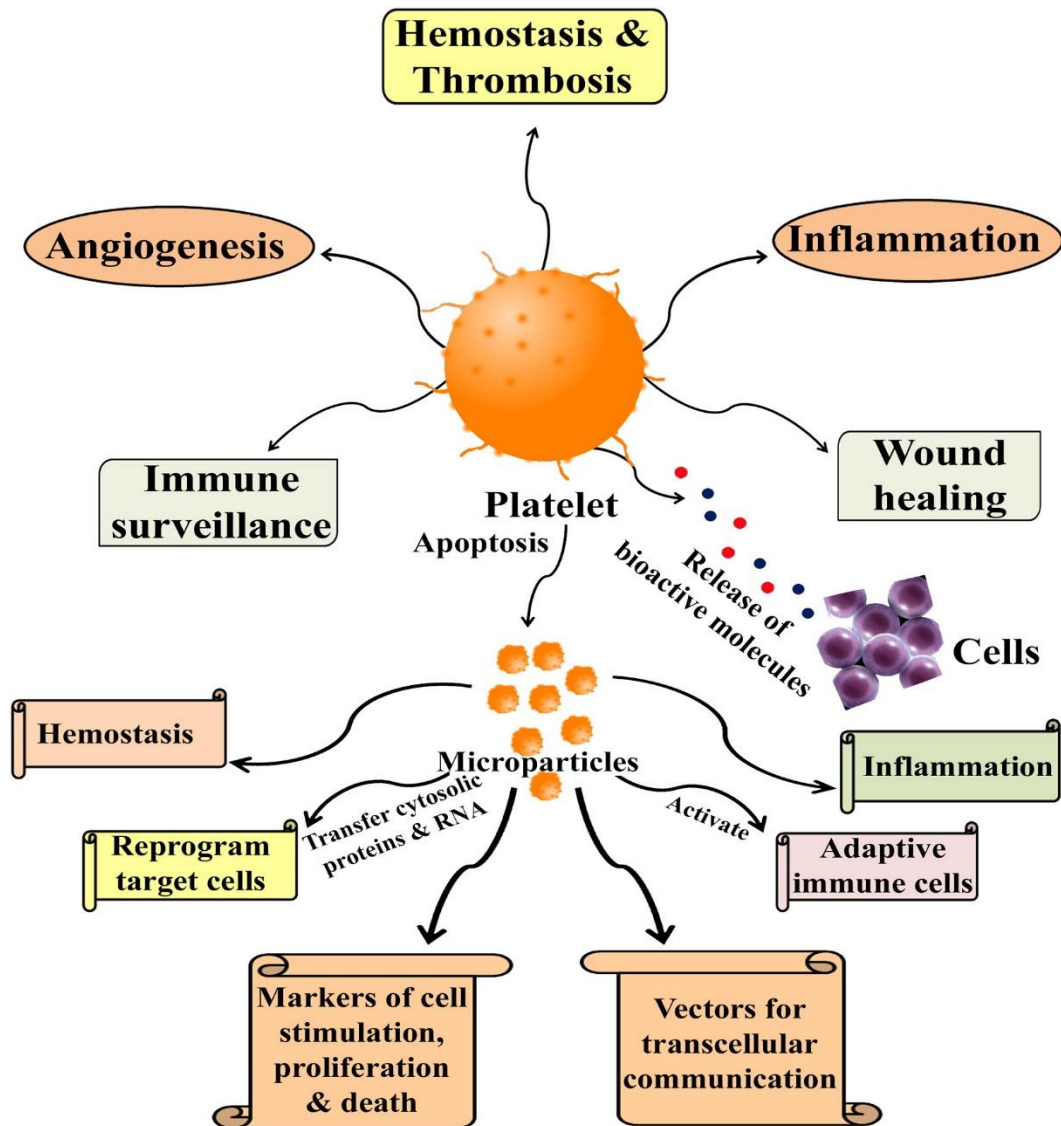 Hemostasis &
Thrombosis
Angiogenesis
Inflammation
Immune
surveillance
Wound
healing
Platelet
Apoptosis
Release of
bioactive molecules
Cells
Hemostasis
Microparticles
Inflammation
Transfer cytosolic
proteins & RNA
Activate
Reprogram
target cells
Adaptive
immune cells
Markers of cell
stimulation,
proliferation
& death
Vectors for
transcellular
communication